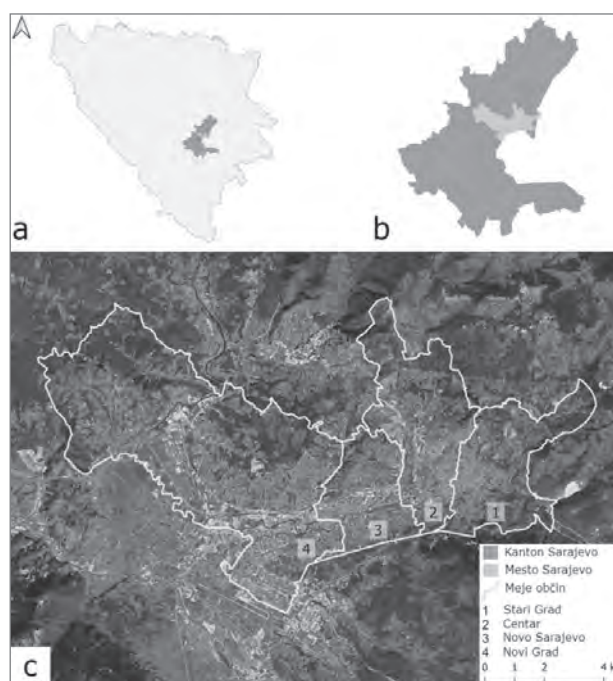 a
b
2
1
3
4
Kanton Sarajevo
Mesto Sarajevo
Meje občin
1 Stari Grad
2 Centar
3 Novo Sarajevo
4 Novi Grad
0 1 2 4 k
c